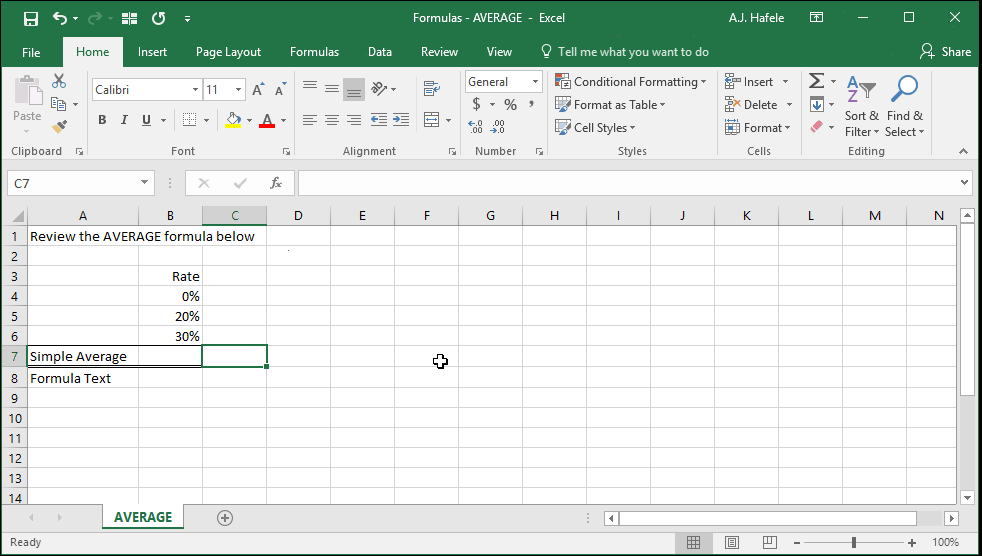 Formulas - AVERAGE - Excel
A.J. Hafele
File Home Insert Page Layout Formulas Data Review View Tell me what you want to do Share
Paste
Calibri 11
B I U
A A
A
General
$ % ,
.00 .00
Conditional Formatting
Format as Table
Cell Styles
Insert
Delete
Format
Σ
A
Z
Sort & Filter
Find & Select
Clipboard Font Alignment Number Styles Cells Editing
C7 fx
A B C D E F G H I J K L M N
1 Review the AVERAGE formula below
2
3 Rate
4 0%
5 20%
6 30%
7 Simple Average
8 Formula Text
9
10
11
12
13
14
AVERAGE
Ready 100%